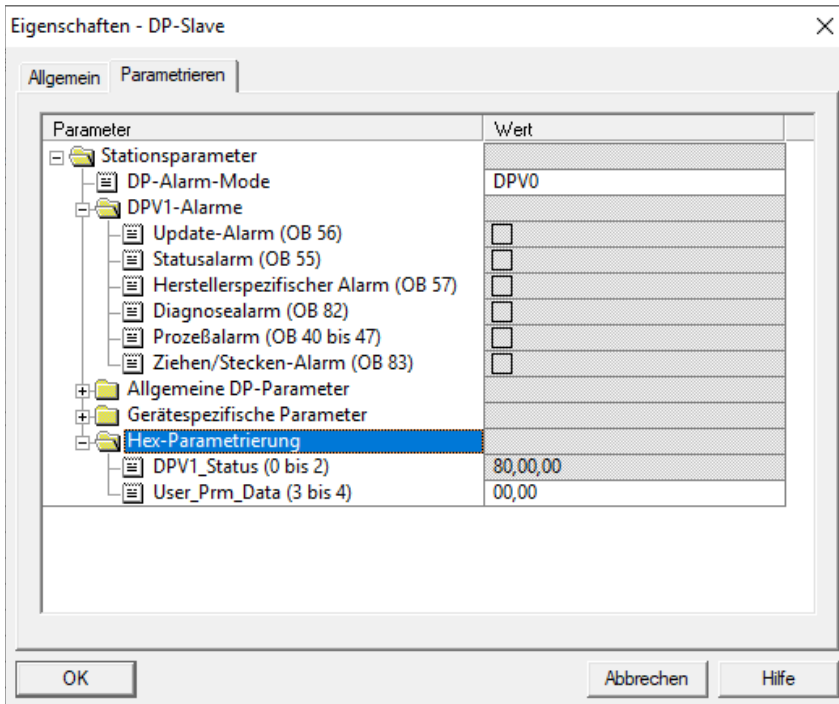 Eigenschaften - DP-Slave
Allgemein Parametrieren
Parameter Wert
Stationsparameter
DP-Alarm-Mode DPV0
DPV1-Alarme
Update-Alarm (OB 56)
Statusalarm (OB 55)
Herstellerspezifischer Alarm (OB 57)
Diagnosealarm (OB 82)
Prozeßalarm (OB 40 bis 47)
Ziehen/Stecken-Alarm (OB 83)
Allgemeine DP-Parameter
Gerätespezifische Parameter
Hex-Parametrierung
DPV1_Status (0 bis 2) 80,00,00
User_Prm_Data (3 bis 4) 00,00
OK Abbrechen Hilfe